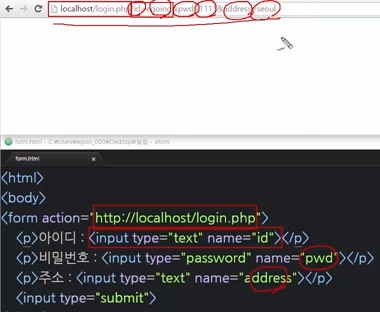 localhost/login.php?id=egoing&pwd=111&address=seoul
form.html - C:\Users\egoin_000\Desktop\실습 - Atom
form.html
<html>
<body>
<form action="http://localhost/login.php">
<p>아이디 : <input type="text" name="id"></p>
<p>비밀번호 : <input type="password" name="pwd"></p>
<p>주소 : <input type="text" name="address"></p>
<input type="submit">